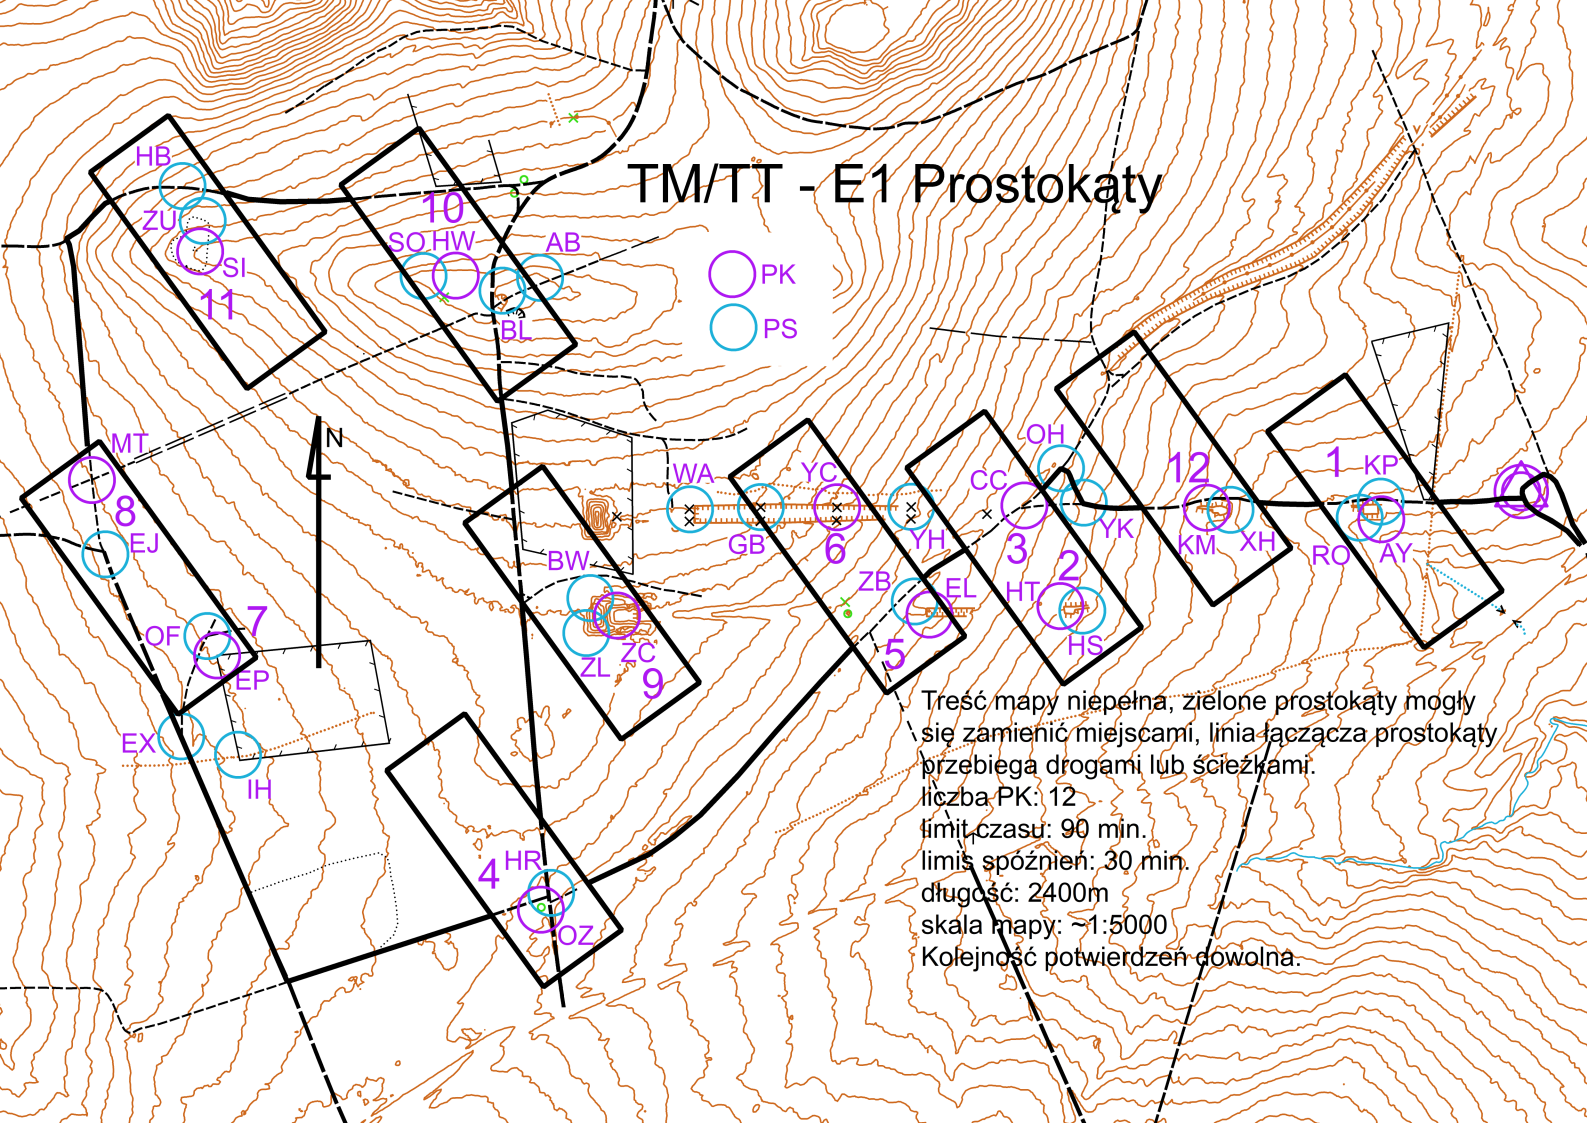 TM/TT - E1 Prostokąty
PK
PS
N
HB
ZU
SI
11
10
SO
HW
AB
BL
MT
8
EJ
OF
7
EP
EX
IH
BW
ZL
ZC
9
4
HR
OZ
WA
GB
YC
6
YH
ZB
EL
5
CC
3
OH
YK
2
HT
HS
12
KM
XH
1
KP
RO
AY
Treść mapy niepełna, zielone prostokąty mogły
się zamienić miejscami, linia łącząca prostokąty
przebiega drogami lub ścieżkami.
liczba PK: 12
limit czasu: 90 min.
limis spóźnień: 30 min.
długość: 2400m
skala mapy: ~1:5000
Kolejność potwierdzeń dowolna.